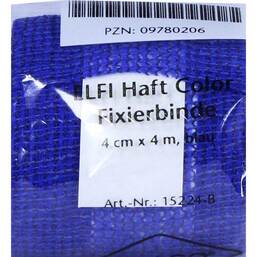 PZN: 09780206
ELFI Haft Color
Fixierbinde
4 cm x 4 m, blau
Art.-Nr.: 15224-B